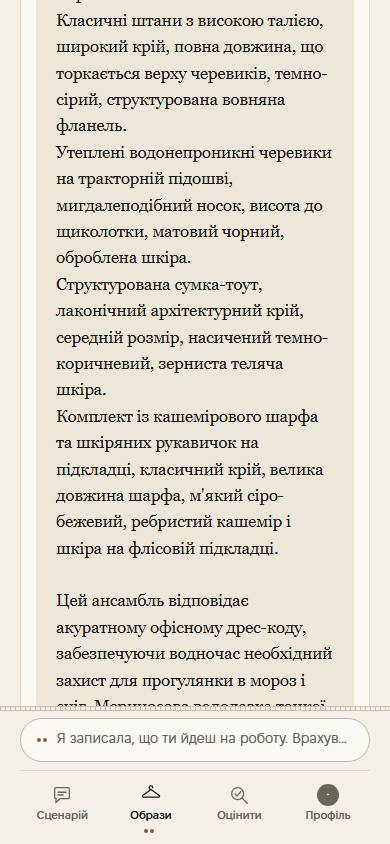 Класичні штани з високою талією,
широкий крій, повна довжина, що
торкається верху черевиків, темно-
сірий, структурована вовняна
фланель.
Утеплені водонепроникні черевики
на тракторній підошві,
мигдалеподібний носок, висота до
щиколотки, матовий чорний,
оброблена шкіра.
Структурована сумка-тоут,
лаконічний архітектурний крій,
середній розмір, насичений темно-
коричневий, зерниста теляча
шкіра.
Комплект із кашемірового шарфа
та шкіряних рукавичок на
підкладці, класичний крій, велика
довжина шарфа, м'який сіро-
бежевий, ребристий кашемір і
шкіра на флісовій підкладці.
Цей ансамбль відповідає
акуратному офісному дрес-коду,
забезпечуючи водночас необхідний
захист для прогулянки в мороз і
Я записала, що ти йдеш на роботу. Врахув...
Сценарій
Образи
Оцінити
Профіль